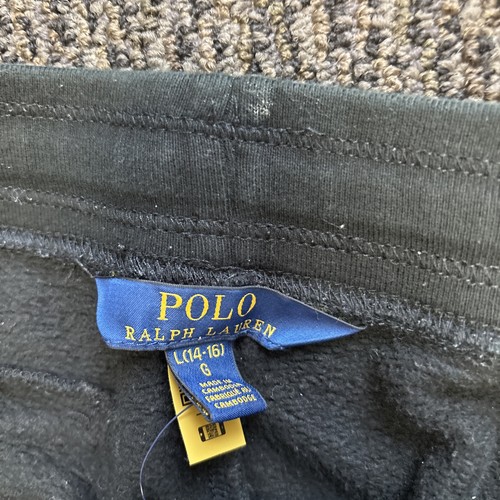 POLO
RALPH LAUREN
L(14-16)
G
MADE IN
CAMBODIA
FABRIQUÉ AU
CAMBODGE